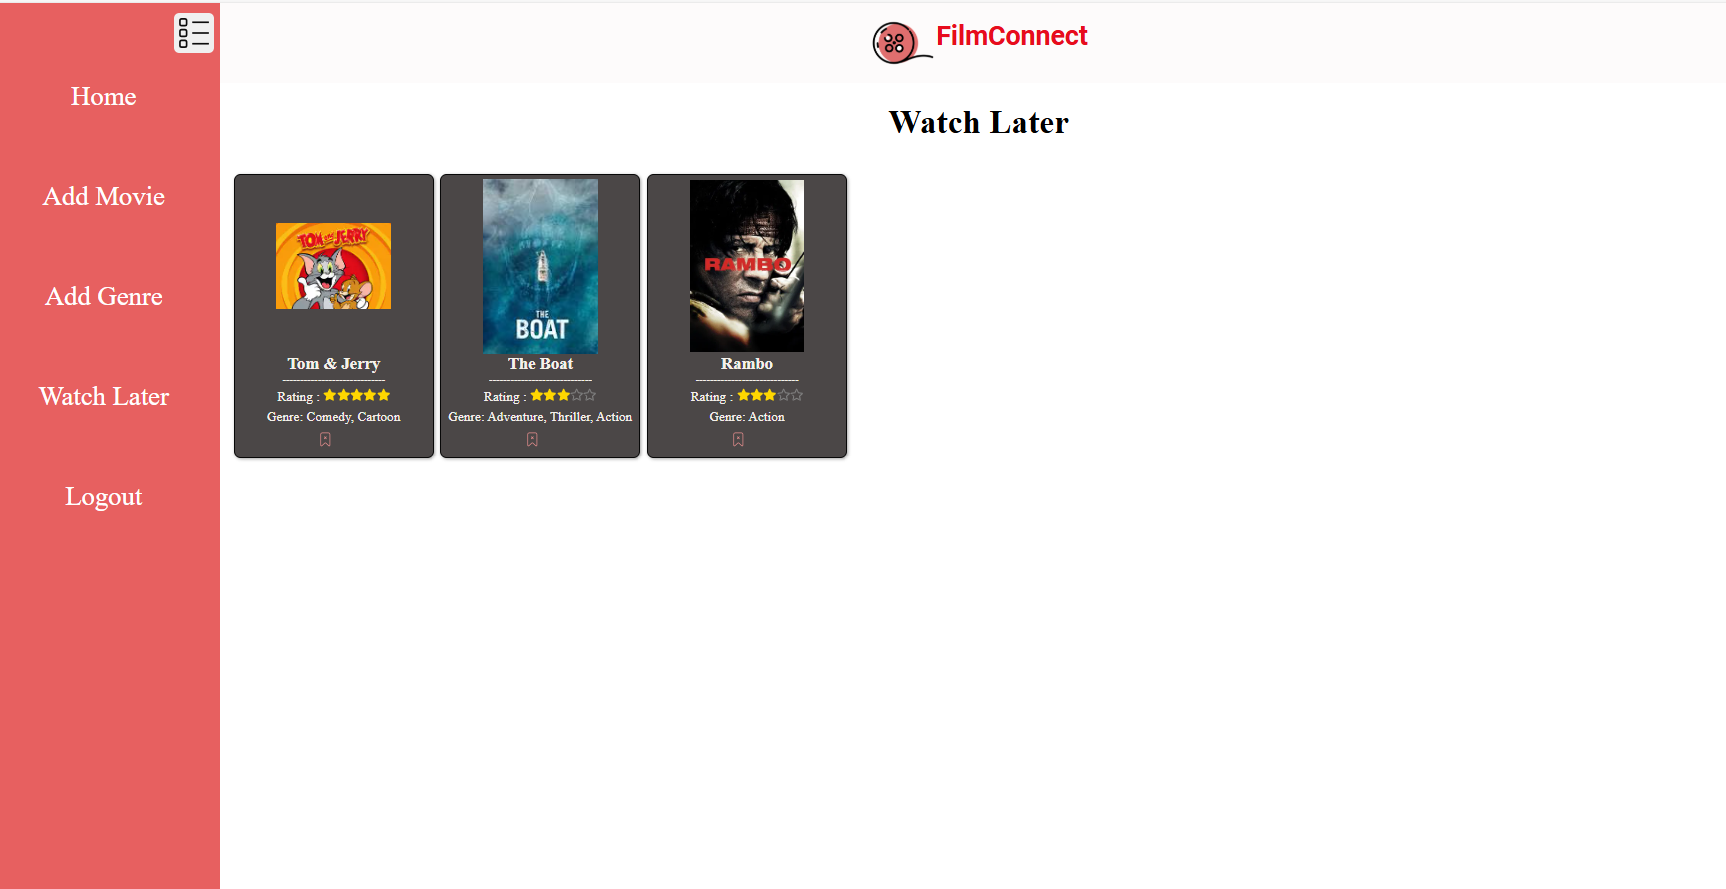 FilmConnect
Home
Add Movie
Add Genre
Watch Later
Logout
Watch Later
TOM and JERRY
Tom & Jerry
-----------------------------
Rating :
Genre: Comedy, Cartoon
THE
BOAT
The Boat
-----------------------------
Rating :
Genre: Adventure, Thriller, Action
RAMBO
Rambo
-----------------------------
Rating :
Genre: Action